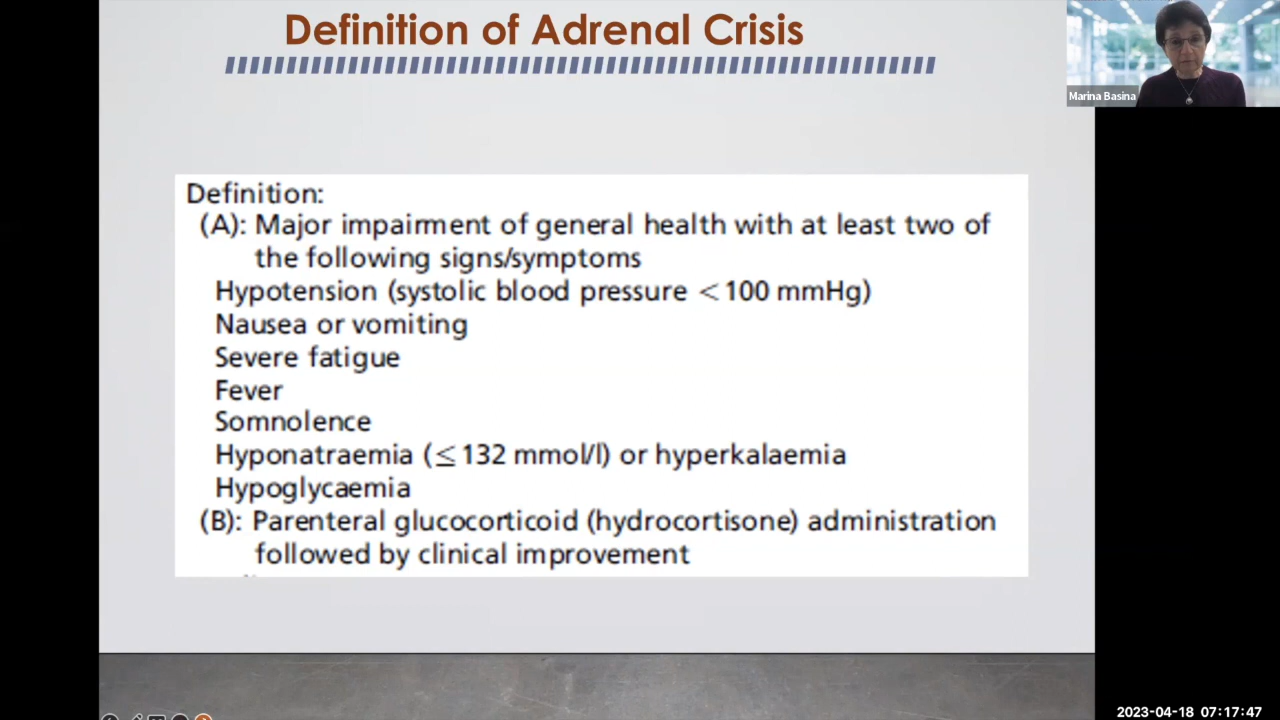 Definition of Adrenal Crisis
Marina Basina
Definition:
(A): Major impairment of general health with at least two of
the following signs/symptoms
Hypotension (systolic blood pressure <100 mmHg)
Nausea or vomiting
Severe fatigue
Fever
Somnolence
Hyponatraemia (≤132 mmol/l) or hyperkalaemia
Hypoglycaemia
(B): Parenteral glucocorticoid (hydrocortisone) administration
followed by clinical improvement
2023-04-18 07:17:47